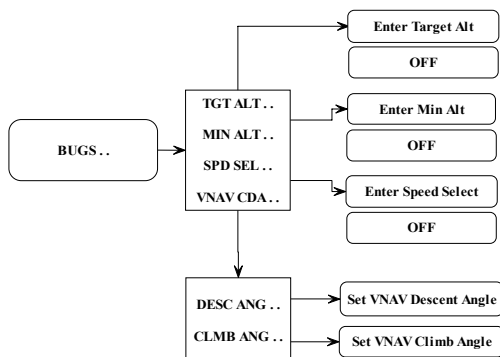 BUGS . .
TGT ALT . .
MIN ALT . .
SPD SEL . .
VNAV CDA . .
Enter Target Alt
OFF
Enter Min Alt
OFF
Enter Speed Select
OFF
DESC ANG . .
CLMB ANG . .
Set VNAV Descent Angle
Set VNAV Climb Angle